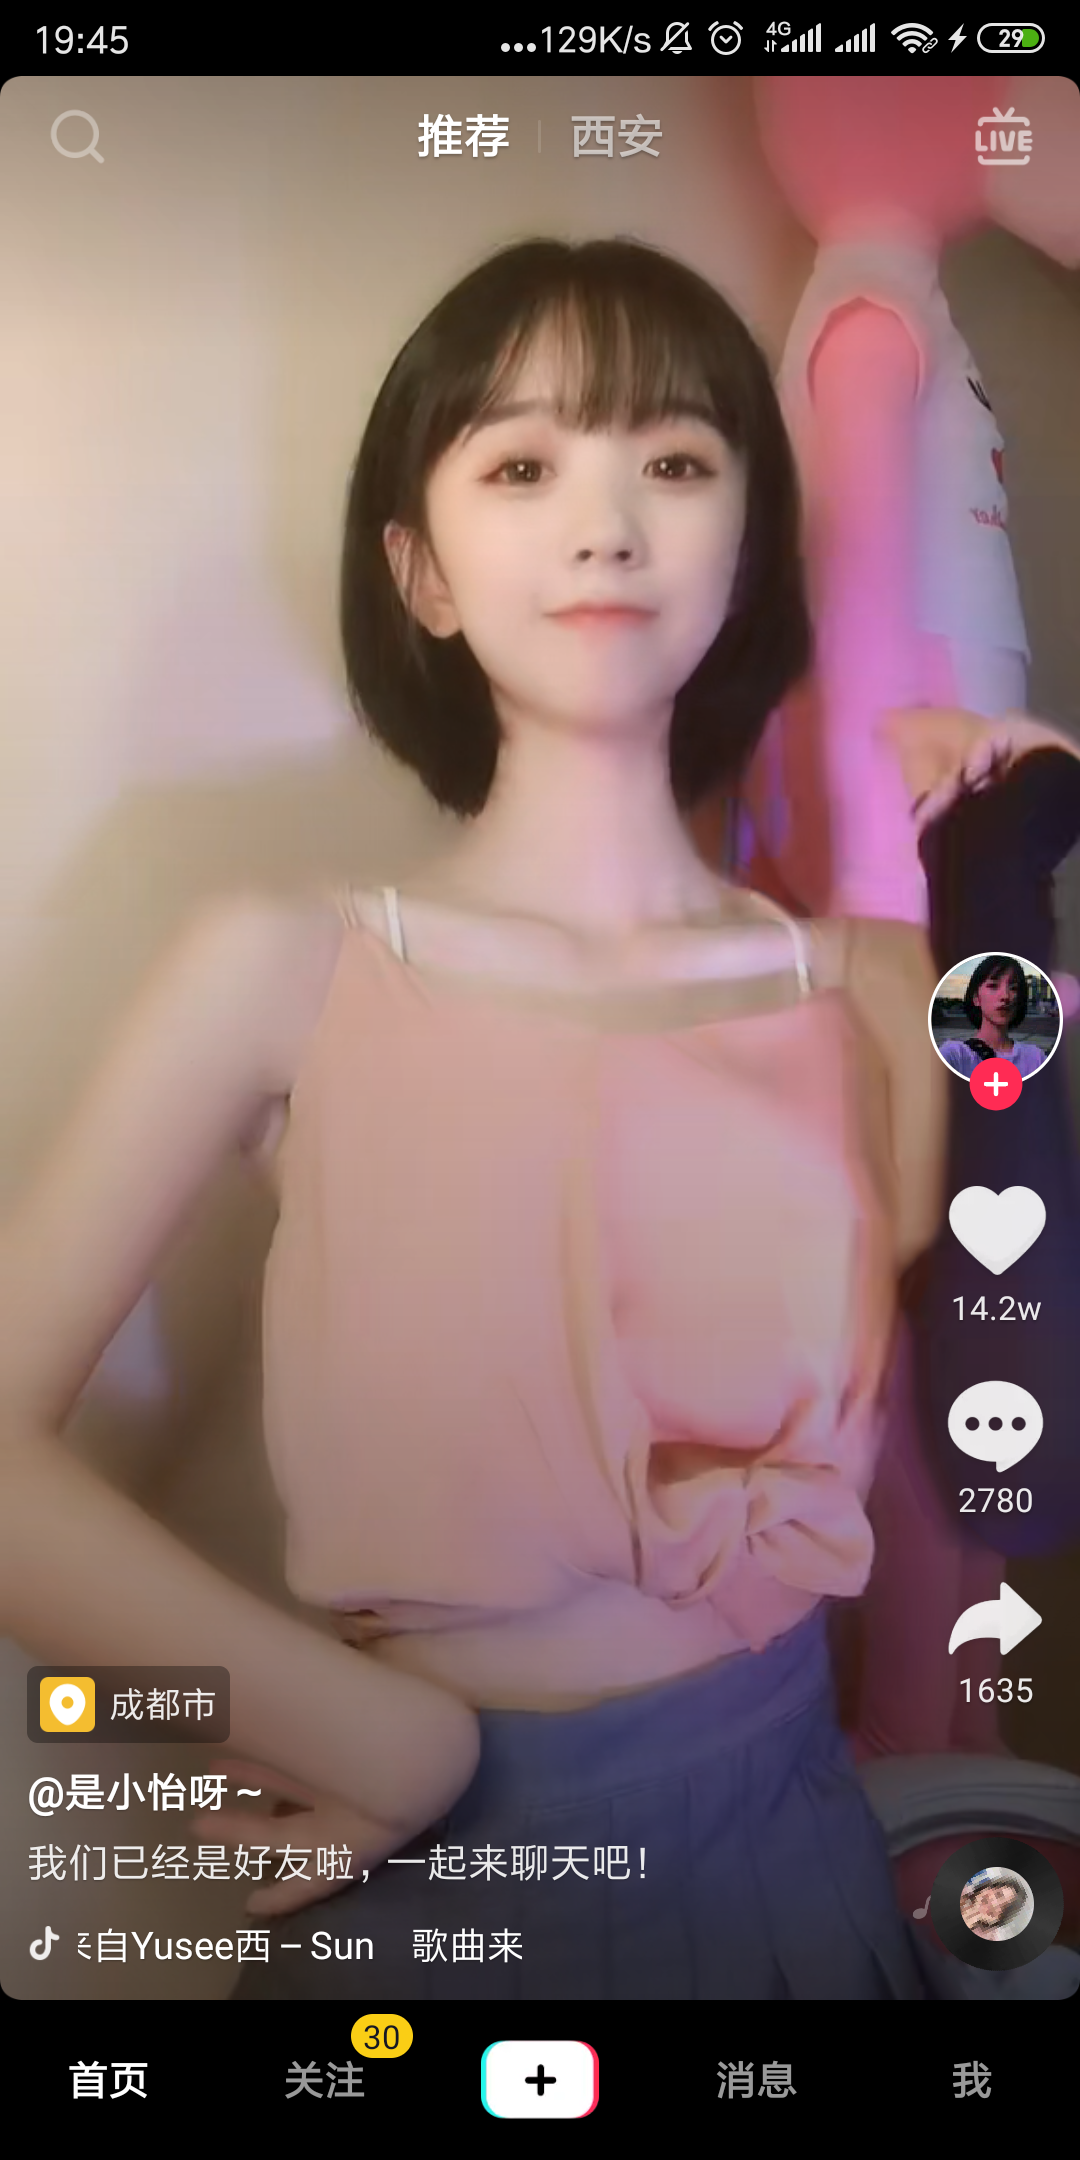 19:45
...129K/s
4G
29
推荐
西安
LIVE
14.2w
2780
1635
成都市
@是小怡呀～
我们已经是好友啦，一起来聊天吧！
来自Yusee西 – Sun 歌曲来
首页
关注
30
消息
我